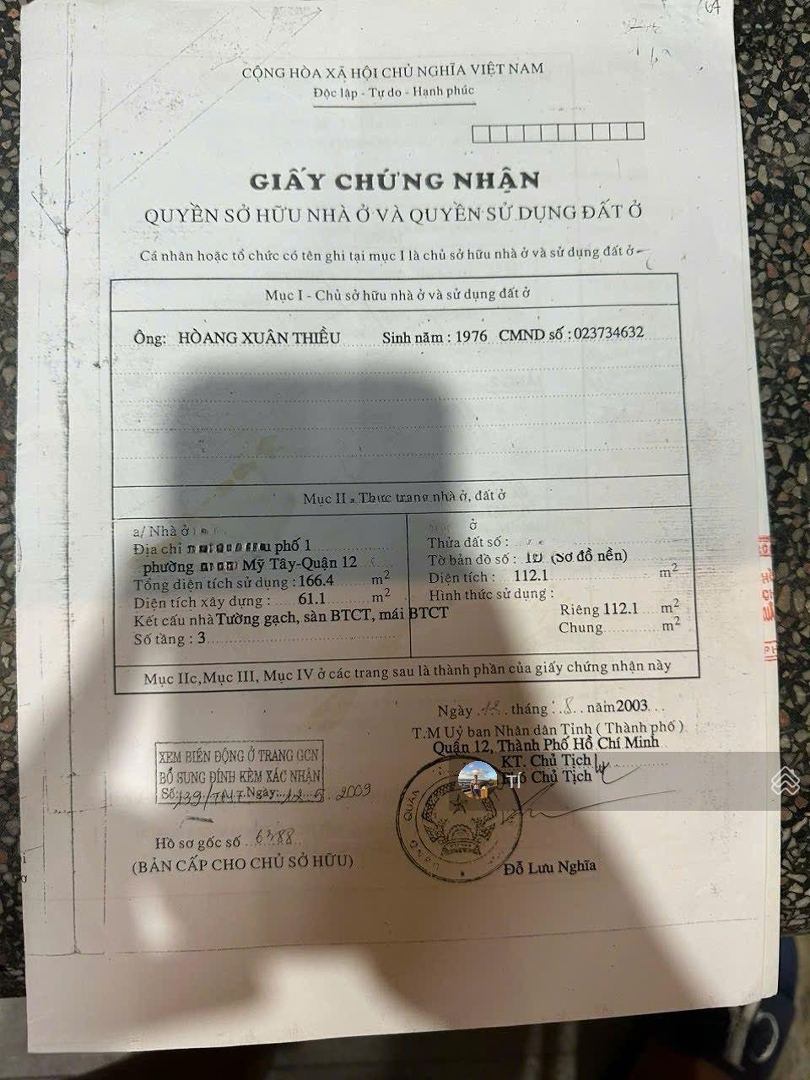 CỘNG HÒA XÃ HỘI CHỦ NGHĨA VIỆT NAM
Độc lập - Tự do - Hạnh phúc
GIẤY CHỨNG NHẬN
QUYỀN SỞ HỮU NHÀ Ở VÀ QUYỀN SỬ DỤNG ĐẤT Ở
Cá nhân hoặc tổ chức có tên ghi tại mục I là chủ sở hữu nhà ở và sử dụng đất ở
Mục I - Chủ sở hữu nhà ở và sử dụng đất ở
Ông: HÒANG XUÂN THIỀU Sinh năm : 1976 CMND số : 023734632
Mục II - Thực trạng nhà ở, đất ở
a/ Nhà ở
Địa chỉ phố 1
phường Mỹ Tây-Quận 12
Tổng diện tích sử dụng : 166.4 m2
Diện tích xây dựng : 61.1 m2
Kết cấu nhà Tường gạch, sàn BTCT, mái BTCT
Số tầng : 3
ở
Thửa đất số :
Tờ bản đồ số : (Sơ đồ nền)
Diện tích : 112.1 m2
Hình thức sử dụng :
Riêng 112.1 m2
Chung m2
Mục IIc, Mục III, Mục IV ở các trang sau là thành phần của giấy chứng nhận này
Ngày 12 tháng 8 năm 2003
T.M Uỷ ban Nhân dân Tỉnh ( Thành phố )
Quận 12, Thành Phố Hồ Chí Minh
KT. Chủ Tịch
Phó Chủ Tịch
XEM BIẾN ĐỘNG Ở TRANG GCN
BỔ SUNG ĐÍNH KÈM XÁC NHẬN
Số: Ngày: 12.5.2009
Hồ sơ gốc số 6388
(BẢN CẤP CHO CHỦ SỞ HỮU)
Đỗ Lưu Nghĩa